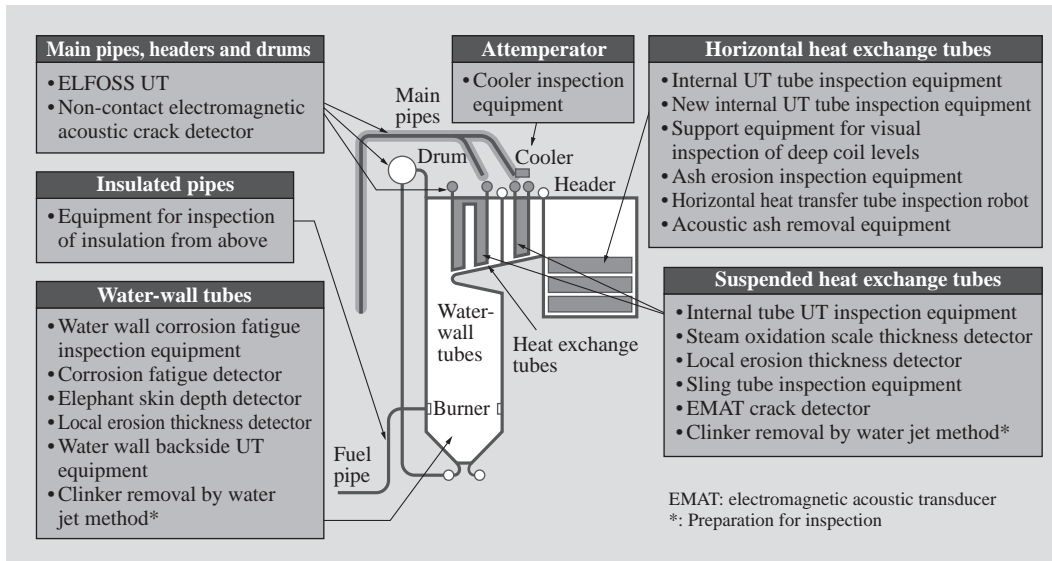 Main pipes, headers and drums
• ELFOSS UT
• Non-contact electromagnetic
acoustic crack detector
Insulated pipes
• Equipment for inspection
of insulation from above
Water-wall tubes
• Water wall corrosion fatigue
inspection equipment
• Corrosion fatigue detector
• Elephant skin depth detector
• Local erosion thickness detector
• Water wall backside UT
equipment
• Clinker removal by water
jet method*
Attemperator
• Cooler inspection
equipment
Main
pipes
Drum
Cooler
Header
Water-
wall
tubes
Heat exchange
tubes
Burner
Fuel
pipe
Horizontal heat exchange tubes
• Internal UT tube inspection equipment
• New internal UT tube inspection equipment
• Support equipment for visual
inspection of deep coil levels
• Ash erosion inspection equipment
• Horizontal heat transfer tube inspection robot
• Acoustic ash removal equipment
Suspended heat exchange tubes
• Internal tube UT inspection equipment
• Steam oxidation scale thickness detector
• Local erosion thickness detector
• Sling tube inspection equipment
• EMAT crack detector
• Clinker removal by water jet method*
EMAT: electromagnetic acoustic transducer
*: Preparation for inspection